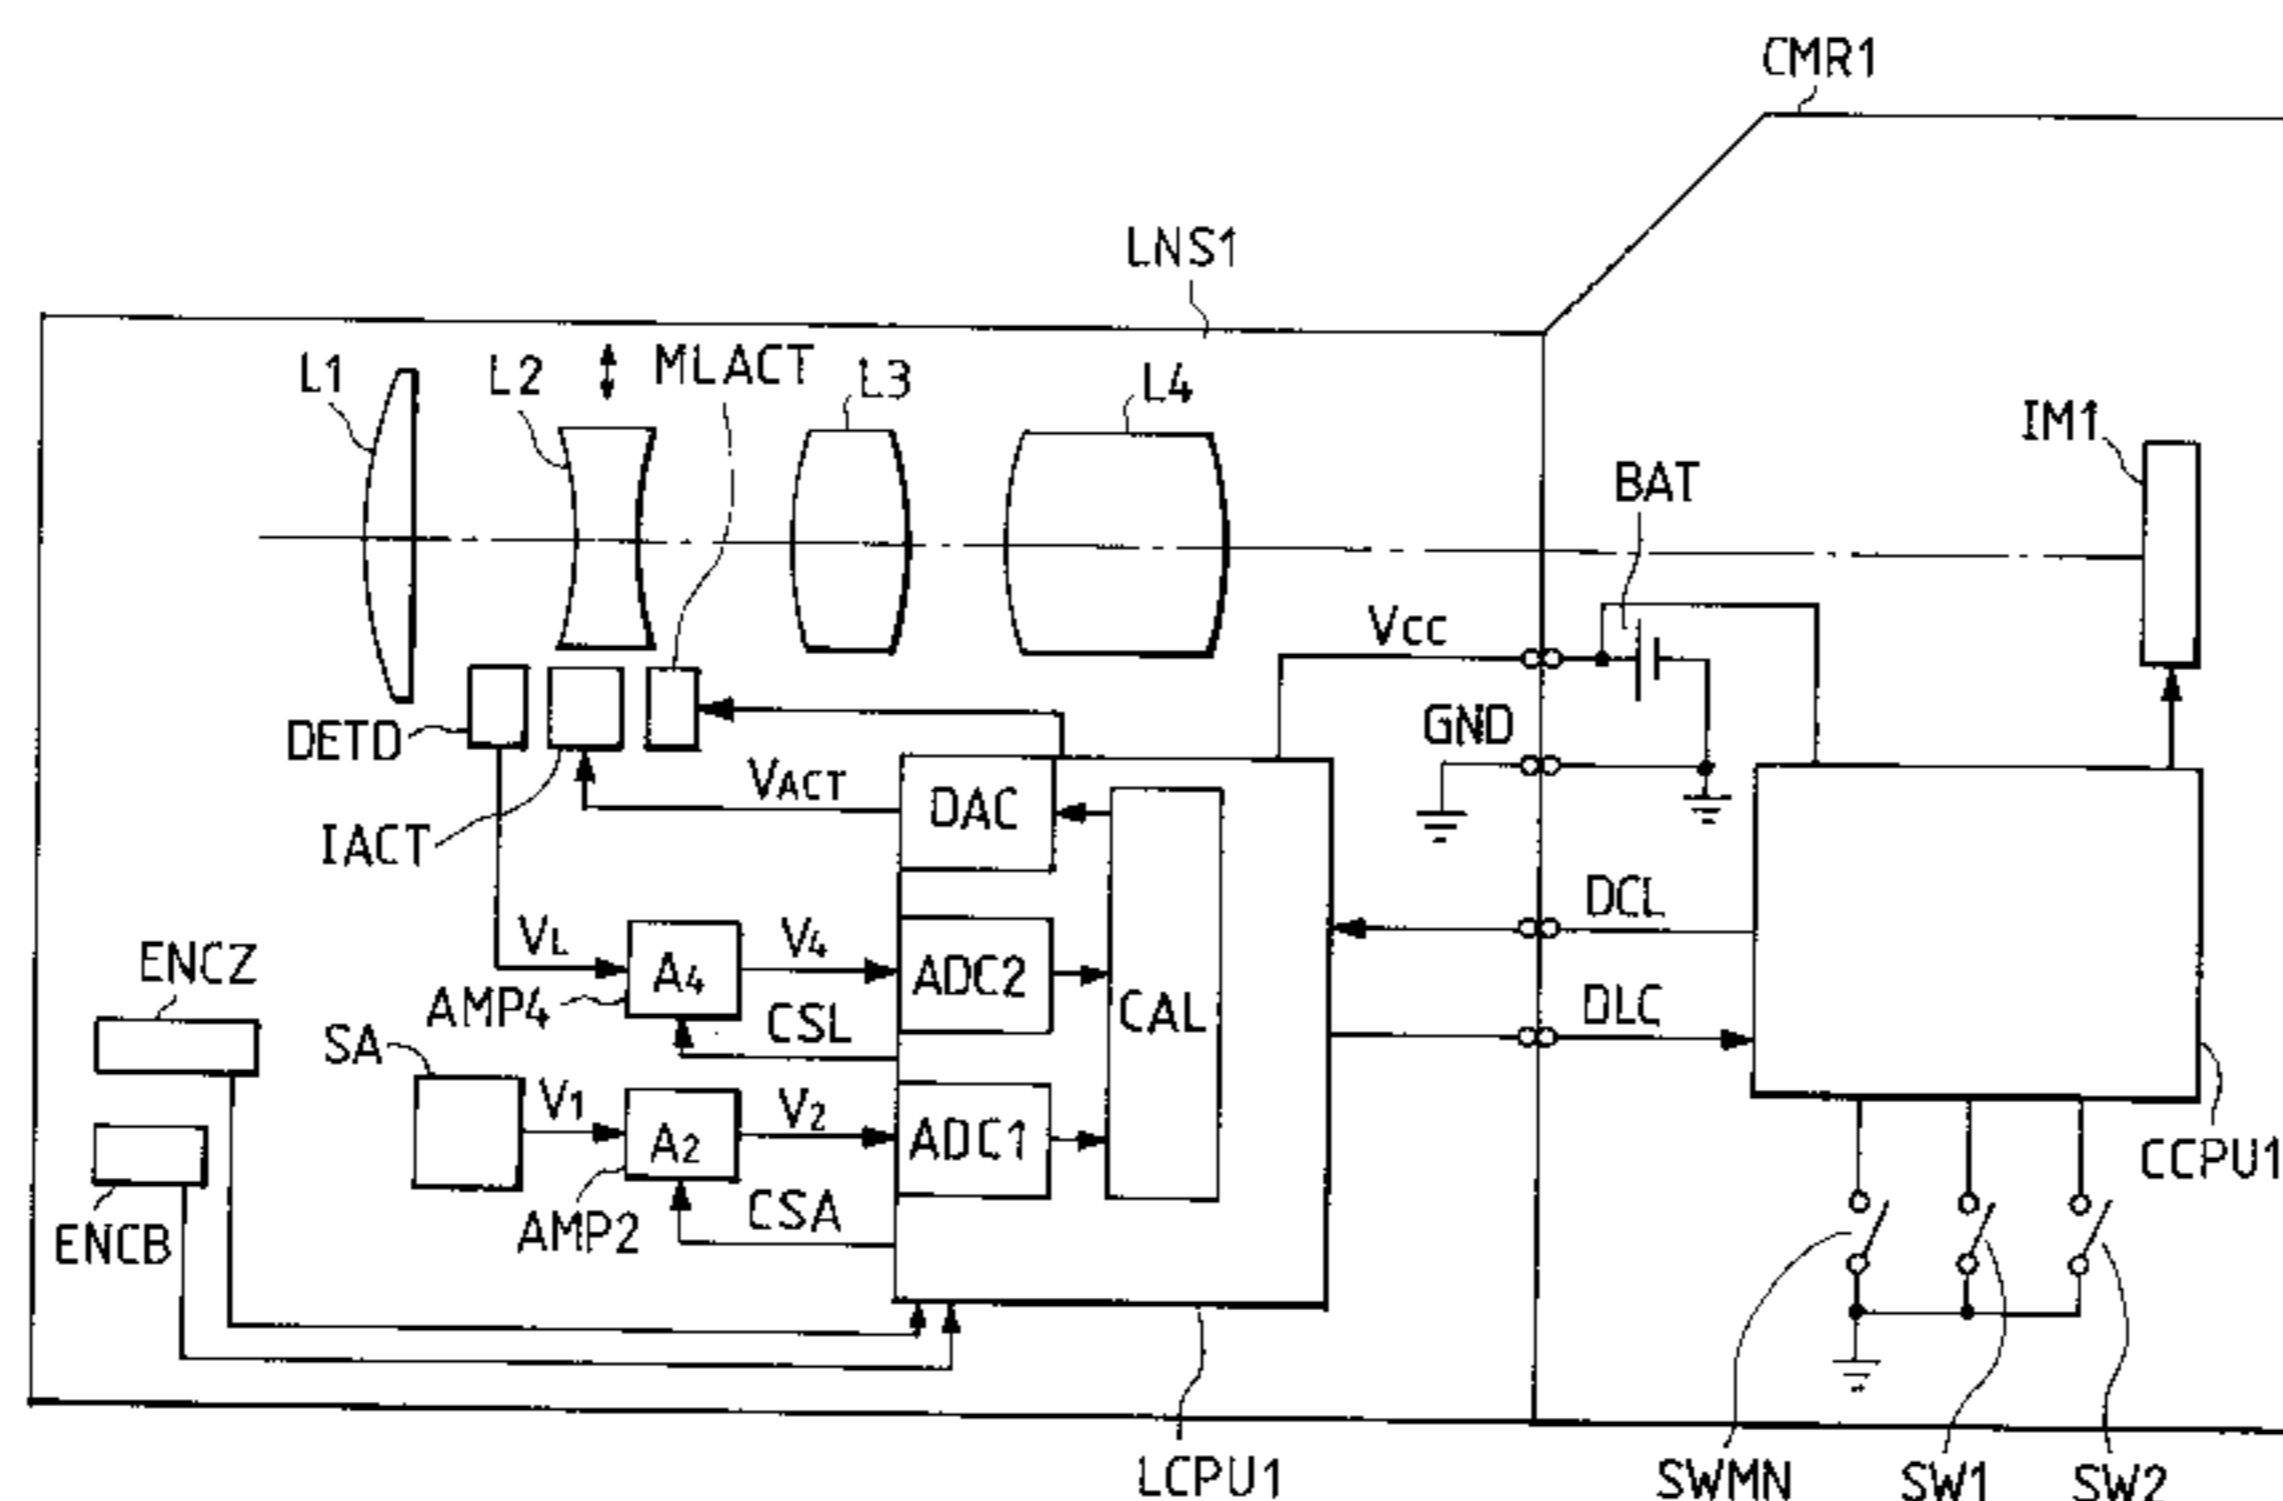 CMR1
LNS1
L1
L2
MLACT
L3
L4
IM1
BAT
Vcc
GND
DETD
IACT
VACT
DAC
DCL
DLC
VL
A4
V4
ADC2
CAL
AMP4
CSL
ENCZ
SA
V1
A2
V2
ADC1
AMP2
CSA
ENCB
CCPU1
LCPU1
SWMN
SW1
SW2